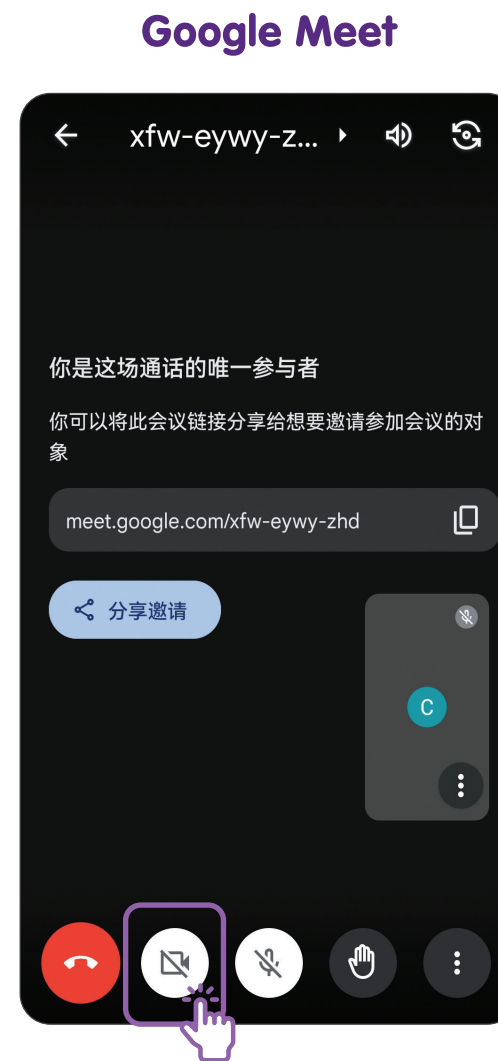 Google Meet
xfw-eywy-z...
你是这场通话的唯一参与者
你可以将此会议链接分享给想要邀请参加会议的对
象
meet.google.com/xfw-eywy-zhd
分享邀请
C